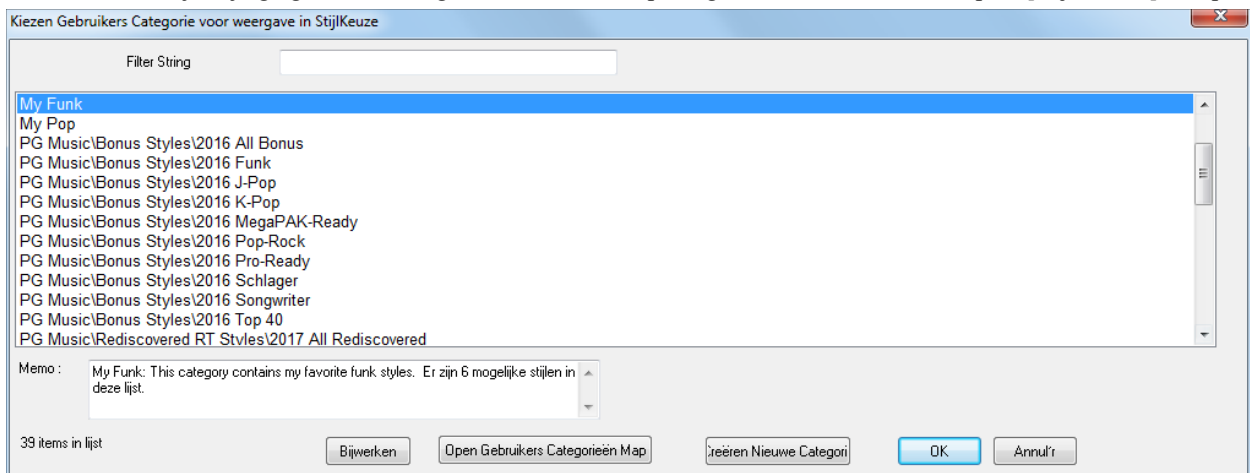 Kiezen Gebruikers Categorie voor weergave in StijlKeuze
Filter String
My Funk
My Pop
PG Music\Bonus Styles\2016 All Bonus
PG Music\Bonus Styles\2016 Funk
PG Music\Bonus Styles\2016 J-Pop
PG Music\Bonus Styles\2016 K-Pop
PG Music\Bonus Styles\2016 MegaPAK-Ready
PG Music\Bonus Styles\2016 Pop-Rock
PG Music\Bonus Styles\2016 Pro-Ready
PG Music\Bonus Styles\2016 Schlager
PG Music\Bonus Styles\2016 Songwriter
PG Music\Bonus Styles\2016 Top 40
PG Music\Rediscovered RT Styles\2017 All Rediscovered
Memo :
My Funk: This category contains my favorite funk styles. Er zijn 6 mogelijke stijlen in
deze lijst.
39 items in lijst
Bijwerken
Open Gebruikers Categorieën Map
reëren Nieuwe Categori
OK
Annul'r